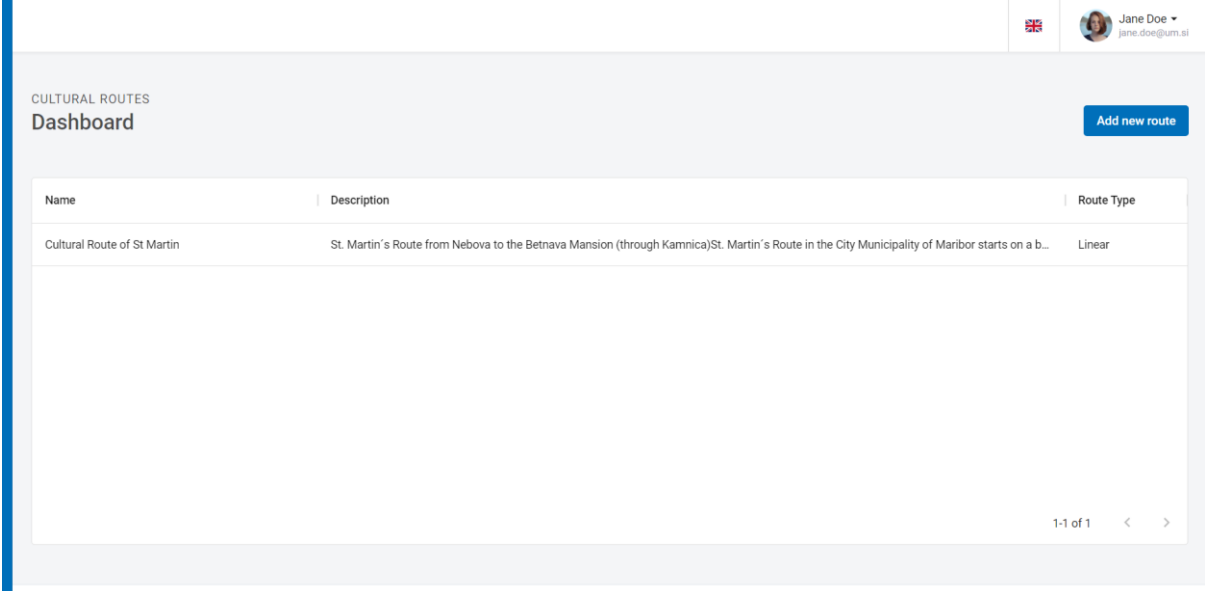 Jane Doe
jane.doe@um.si
CULTURAL ROUTES
Dashboard
Add new route
Name Description Route Type
Cultural Route of St Martin St. Martin´s Route from Nebova to the Betnava Mansion (through Kamnica)St. Martin´s Route in the City Municipality of Maribor starts on a b... Linear
1-1 of 1